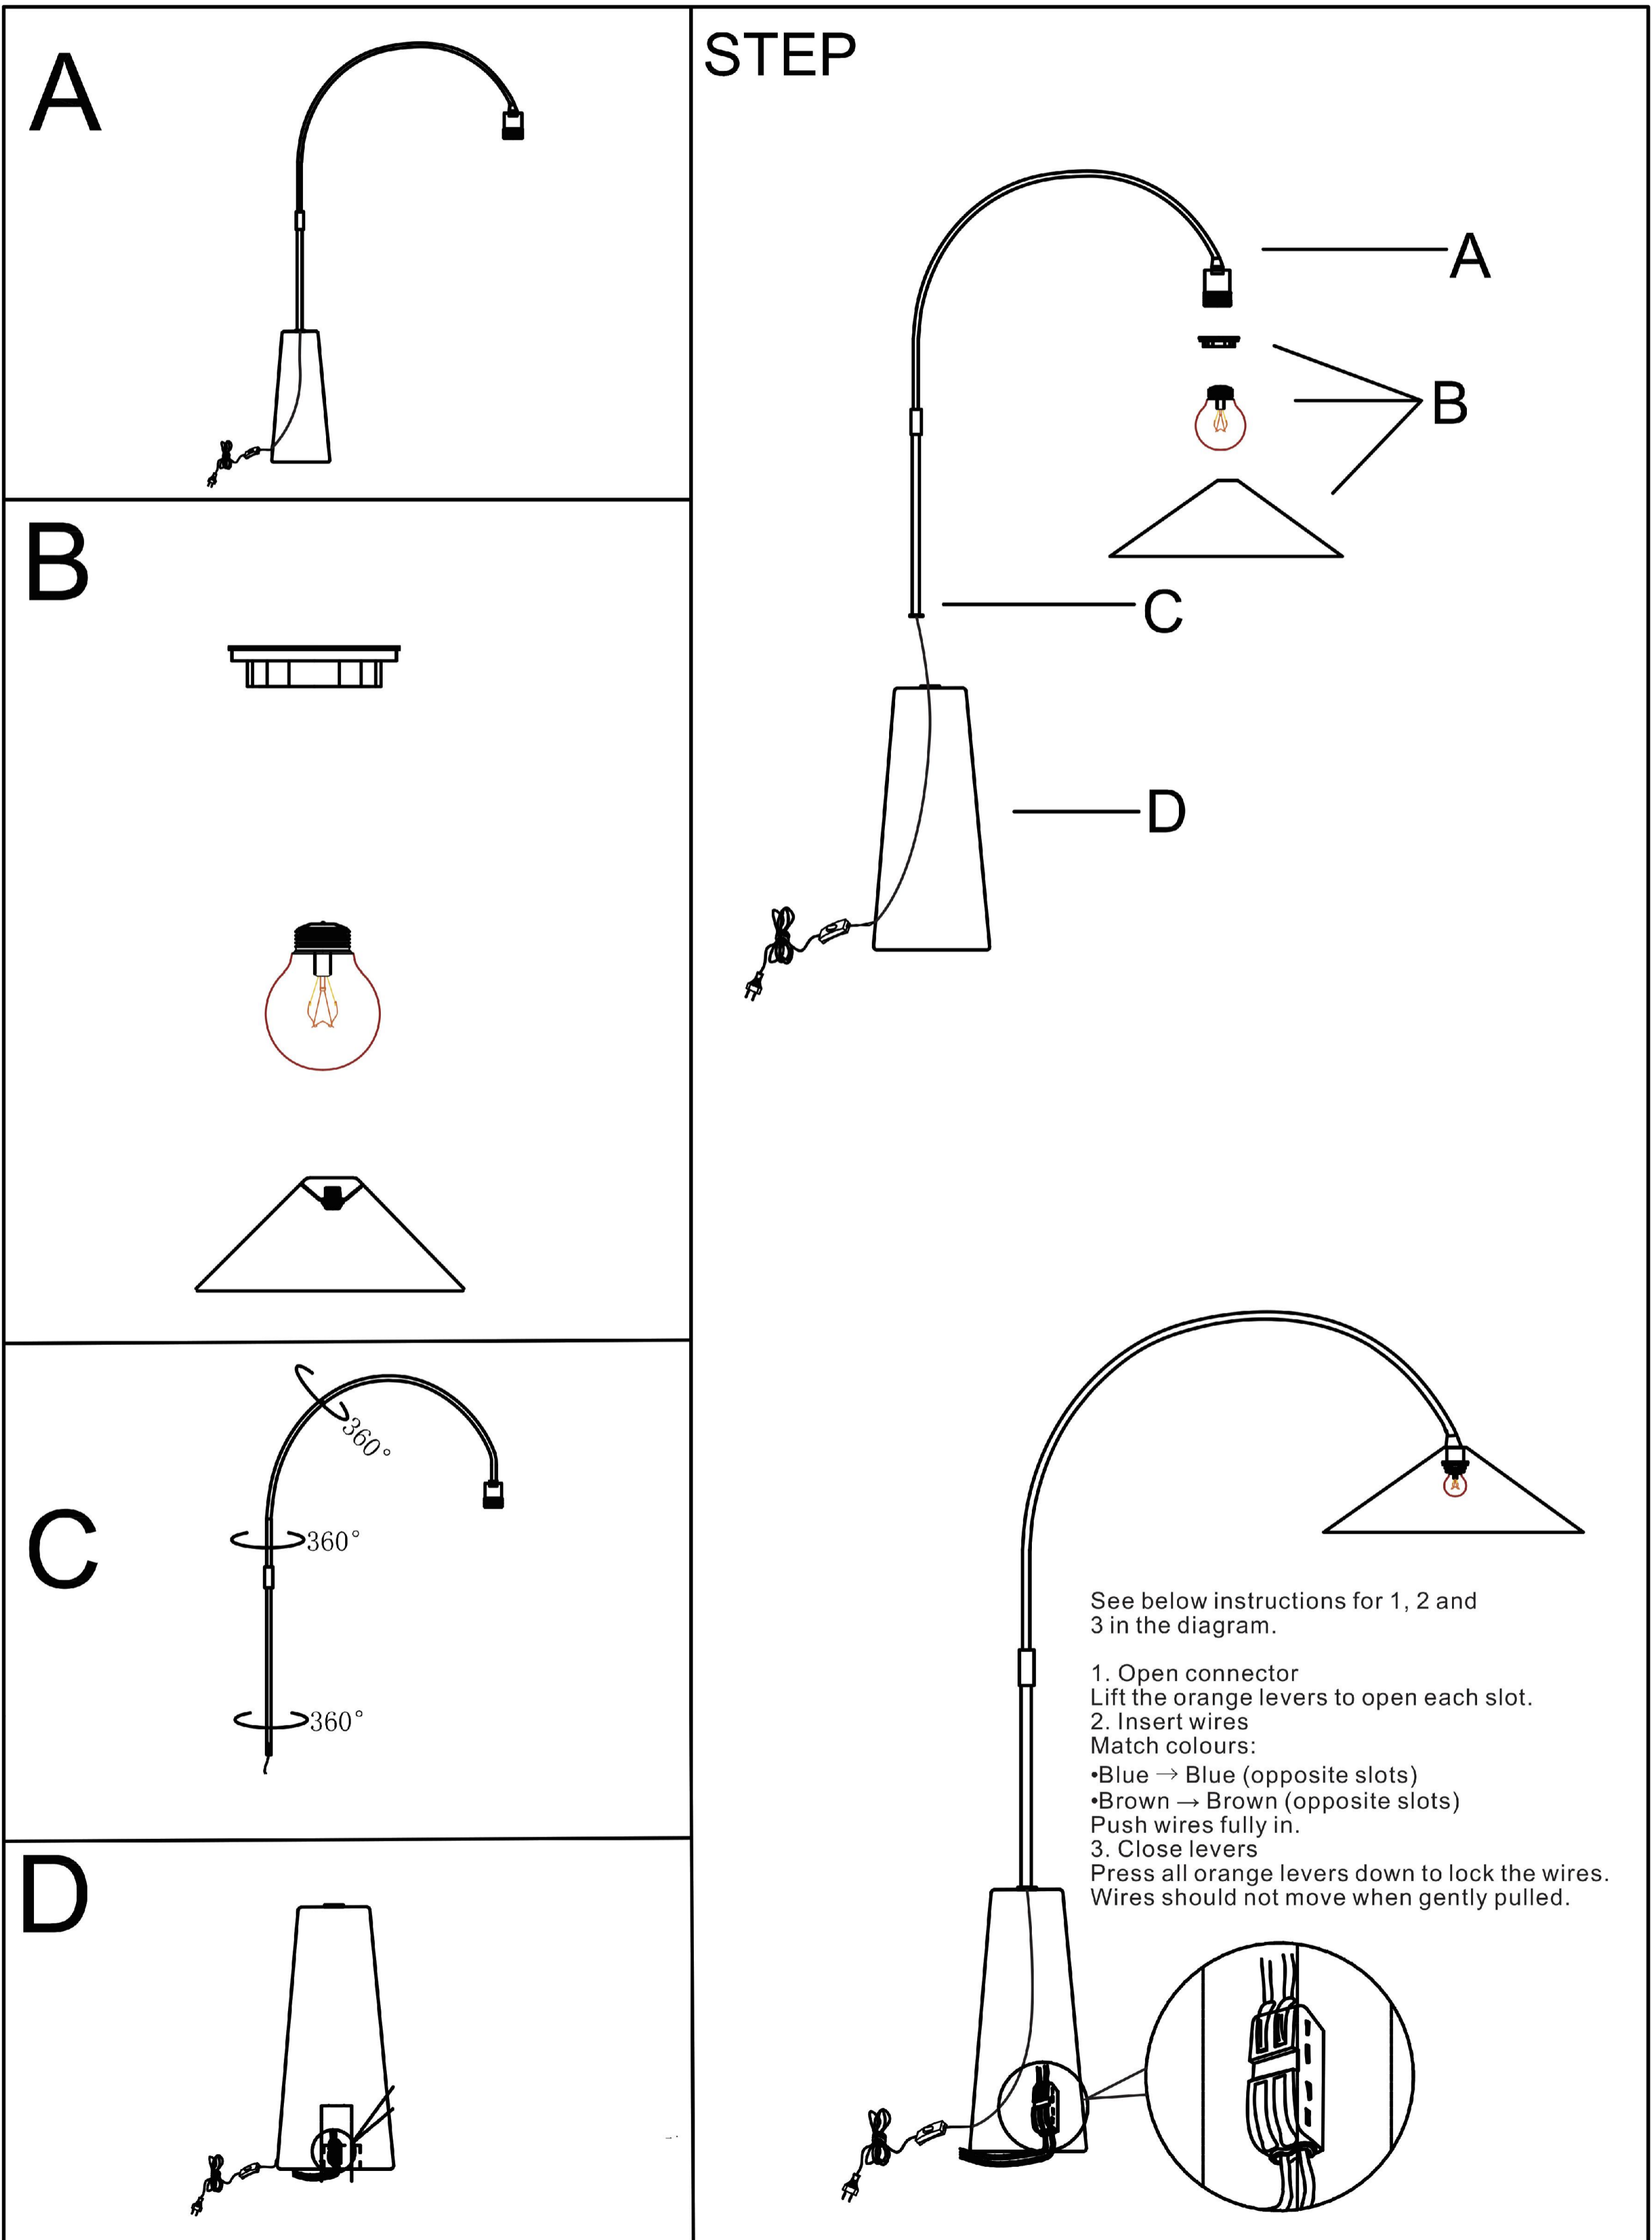 A
B
C
360°
360°
360°
D
STEP
A
B
C
D
See below instructions for 1, 2 and
3 in the diagram.
1. Open connector
Lift the orange levers to open each slot.
2. Insert wires
Match colours:
•Blue → Blue (opposite slots)
•Brown → Brown (opposite slots)
Push wires fully in.
3. Close levers
Press all orange levers down to lock the wires.
Wires should not move when gently pulled.